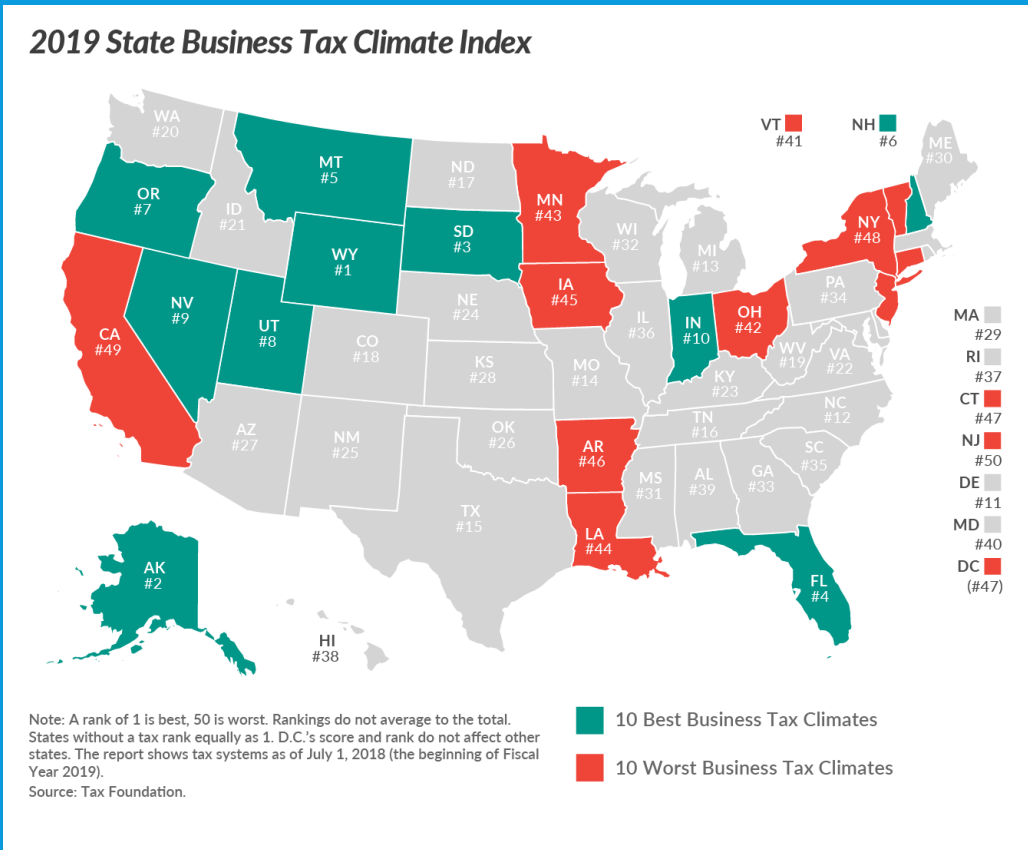 2019 State Business Tax Climate Index
WA
#20
OR
#7
CA
#49
ID
#21
NV
#9
MT
#5
WY
#1
UT
#8
AZ
#27
ND
#17
SD
#3
NE
#24
CO
#18
KS
#28
NM
#25
OK
#26
TX
#15
MN
#43
IA
#45
MO
#14
AR
#46
LA
#44
WI
#32
IL
#36
MI
#13
IN
#10
OH
#42
KY
#23
TN
#16
MS
#31
AL
#39
GA
#33
FL
#4
SC
#35
NC
#12
VA
#22
WV
#19
PA
#34
NY
#48
VT
#41
NH
#6
ME
#30
MA
#29
RI
#37
CT
#47
NJ
#50
DE
#11
MD
#40
DC
(#47)
AK
#2
HI
#38
Note: A rank of 1 is best, 50 is worst. Rankings do not average to the total.
States without a tax rank equally as 1. D.C.'s score and rank do not affect other
states. The report shows tax systems as of July 1, 2018 (the beginning of Fiscal
Year 2019).
Source: Tax Foundation.
10 Best Business Tax Climates
10 Worst Business Tax Climates